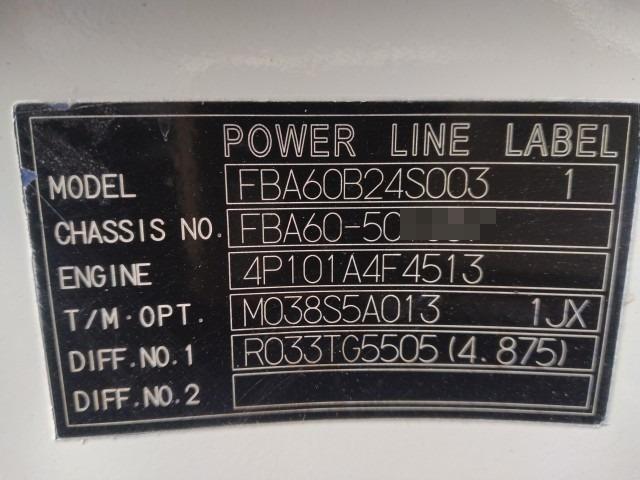 POWER LINE LABEL
MODEL FBA60B24S003 1
CHASSIS NO. FBA60-50
ENGINE 4P101A4F4513
T/M·OPT. M038S5A013 1JX
DIFF.NO.1 R033TG5505(4.875)
DIFF.NO.2